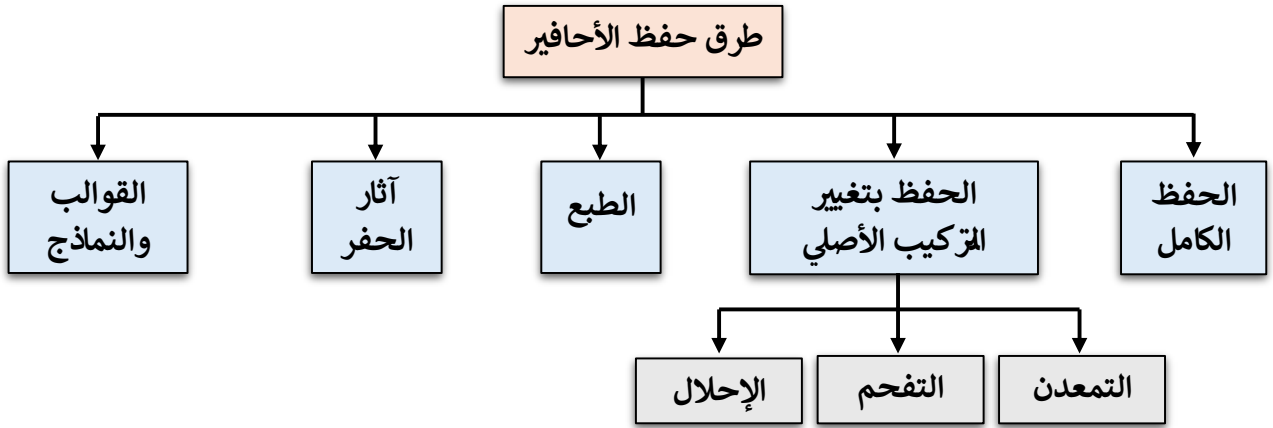 طرق حفظ الأحافير
الحفظ
الكامل
الحفظ بتغيير
التركيب الأصلي
الطبع
آثار
الحفر
القوالب
والنماذج
التمعدن
التفحم
الإحلال